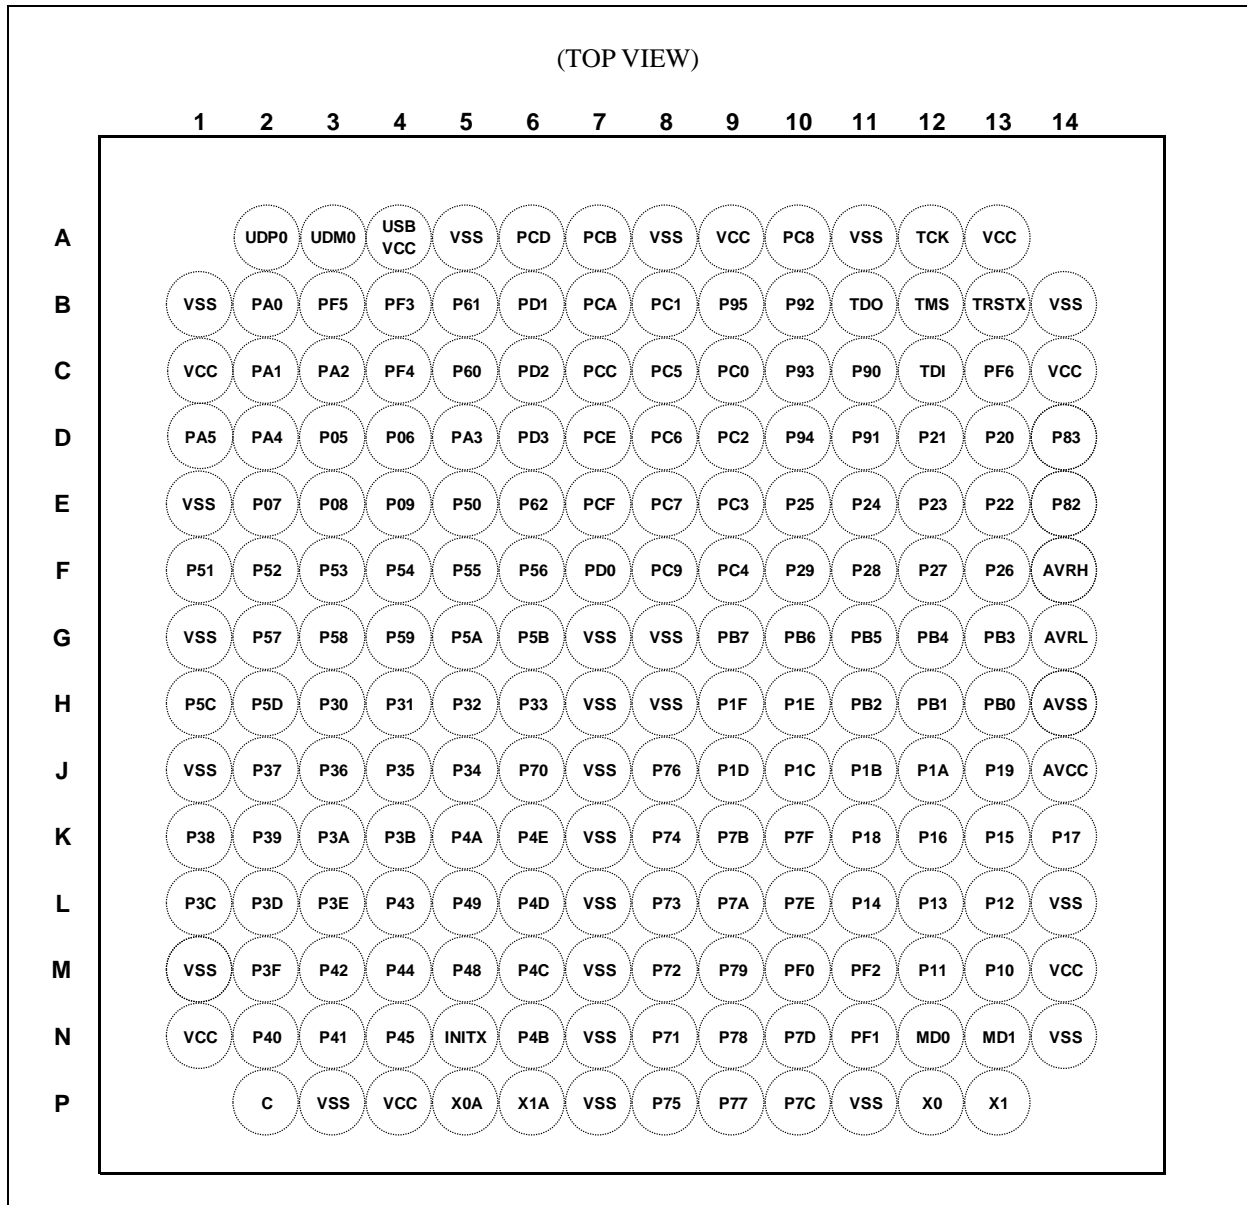 (TOP VIEW)
1 2 3 4 5 6 7 8 9 10 11 12 13 14
A UDP0 UDM0 USB VCC VSS PCD PCB VSS VCC PC8 VSS TCK VCC
B VSS PA0 PF5 PF3 P61 PD1 PCA PC1 P95 P92 TDO TMS TRSTX VSS
C VCC PA1 PA2 PF4 P60 PD2 PCC PC5 PC0 P93 P90 TDI PF6 VCC
D PA5 PA4 P05 P06 PA3 PD3 PCE PC6 PC2 P94 P91 P21 P20 P83
E VSS P07 P08 P09 P50 P62 PCF PC7 PC3 P25 P24 P23 P22 P82
F P51 P52 P53 P54 P55 P56 PD0 PC9 PC4 P29 P28 P27 P26 AVRH
G VSS P57 P58 P59 P5A P5B VSS VSS PB7 PB6 PB5 PB4 PB3 AVRL
H P5C P5D P30 P31 P32 P33 VSS VSS P1F P1E PB2 PB1 PB0 AVSS
J VSS P37 P36 P35 P34 P70 VSS P76 P1D P1C P1B P1A P19 AVCC
K P38 P39 P3A P3B P4A P4E VSS P74 P7B P7F P18 P16 P15 P17
L P3C P3D P3E P43 P49 P4D VSS P73 P7A P7E P14 P13 P12 VSS
M VSS P3F P42 P44 P48 P4C VSS P72 P79 PF0 PF2 P11 P10 VCC
N VCC P40 P41 P45 INITX P4B VSS P71 P78 P7D PF1 MD0 MD1 VSS
P C VSS VCC X0A X1A VSS P75 P77 P7C VSS X0 X1